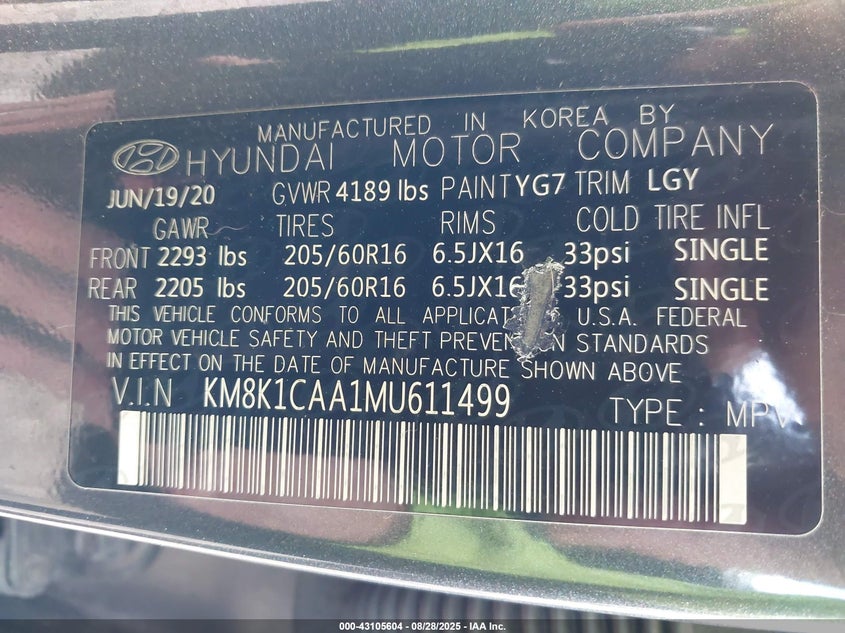 MANUFACTURED IN KOREA BY
HYUNDAI MOTOR COMPANY
JUN/19/20 GVWR 4189 lbs PAINT YG7 TRIM LGY
GAWR TIRES RIMS COLD TIRE INFL
FRONT 2293 lbs 205/60R16 6.5JX16 33psi SINGLE
REAR 2205 lbs 205/60R16 6.5JX16 33psi SINGLE
THIS VEHICLE CONFORMS TO ALL U.S.A. FEDERAL
MOTOR VEHICLE SAFETY AND THEFT STANDARDS
IN EFFECT ON THE DATE OF MANUFACTURE SHOWN ABOVE
V.I.N KM8K1CAA1MU611499 TYPE : MPV
000-43105604 / 08/28/2025 - IAA Inc.